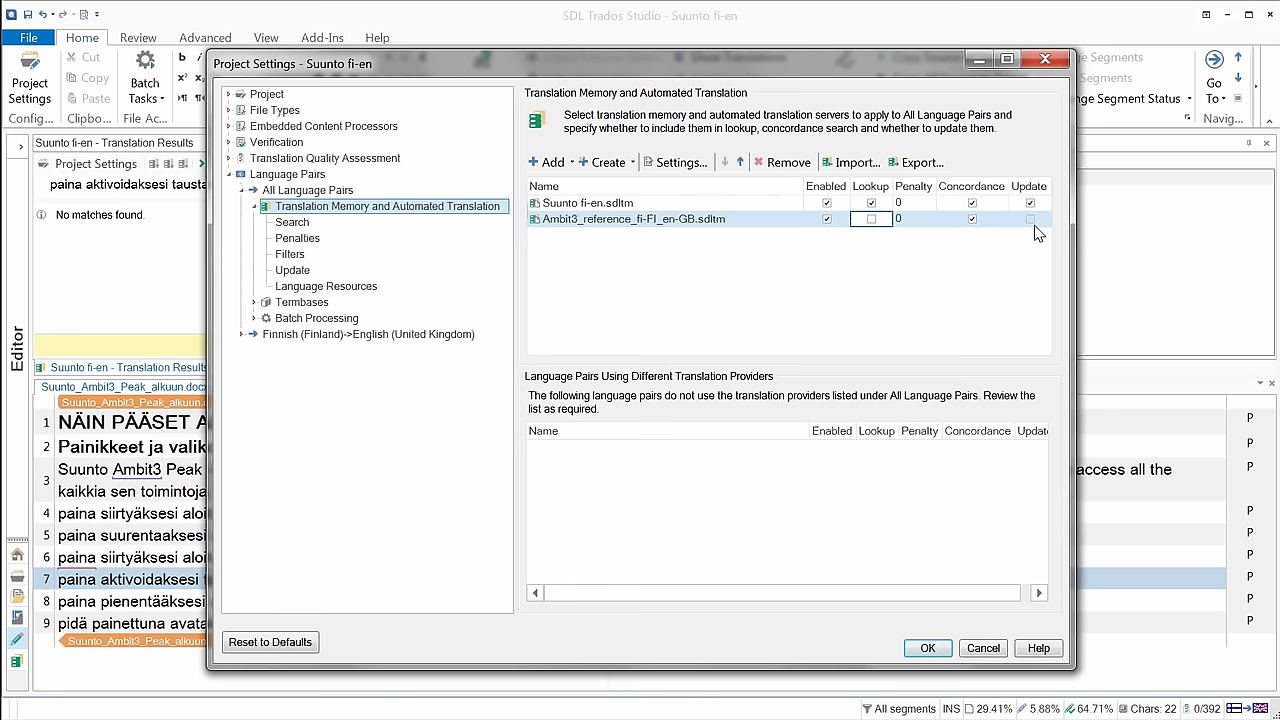 SDL Trados Studio - Suunto fi-en
File Home Review Advanced View Add-Ins Help
Project Settings
Cut
Copy
Paste
Batch Tasks
Config... Clipbo... File Ac...
Go To
Navig...
ge Segments
Segments
nge Segment Status
Suunto fi-en - Translation Results
Project Settings
paina aktivoidaksesi tausta
No matches found.
Editor
Suunto fi-en - Translation Results
Suunto_Ambit3_Peak_alkuun.docx
Suunto_Ambit3_Peak_alkuun.
1 NÄIN PÄÄSET A P
2 Painikkeet ja valik P
3 Suunto Ambit3 Peak access all the P
kaikkia sen toimintoja
4 paina siirtyäksesi aloi P
5 paina suurentaaksesi P
6 paina siirtyäksesi aloi P
7 paina aktivoidaksesi t P
8 paina pienentääksesi P
9 pidä painettuna avata P
Suunto_Ambit3_Peak_alkuun
Project Settings - Suunto fi-en
Project
File Types
Embedded Content Processors
Verification
Translation Quality Assessment
Language Pairs
All Language Pairs
Translation Memory and Automated Translation
Search
Penalties
Filters
Update
Language Resources
Termbases
Batch Processing
Finnish (Finland)->English (United Kingdom)
Translation Memory and Automated Translation
Select translation memory and automated translation servers to apply to All Language Pairs and
specify whether to include them in lookup, concordance search and whether to update them.
Add Create Settings... Remove Import... Export...
Name Enabled Lookup Penalty Concordance Update
Suunto fi-en.sdltm 0
Ambit3_reference_fi-FI_en-GB.sdltm 0
Language Pairs Using Different Translation Providers
The following language pairs do not use the translation providers listed under All Language Pairs. Review the
list as required.
Name Enabled Lookup Penalty Concordance Update
Reset to Defaults OK Cancel Help
All segments INS 29.41% 5.88% 64.71% Chars: 22 0/392